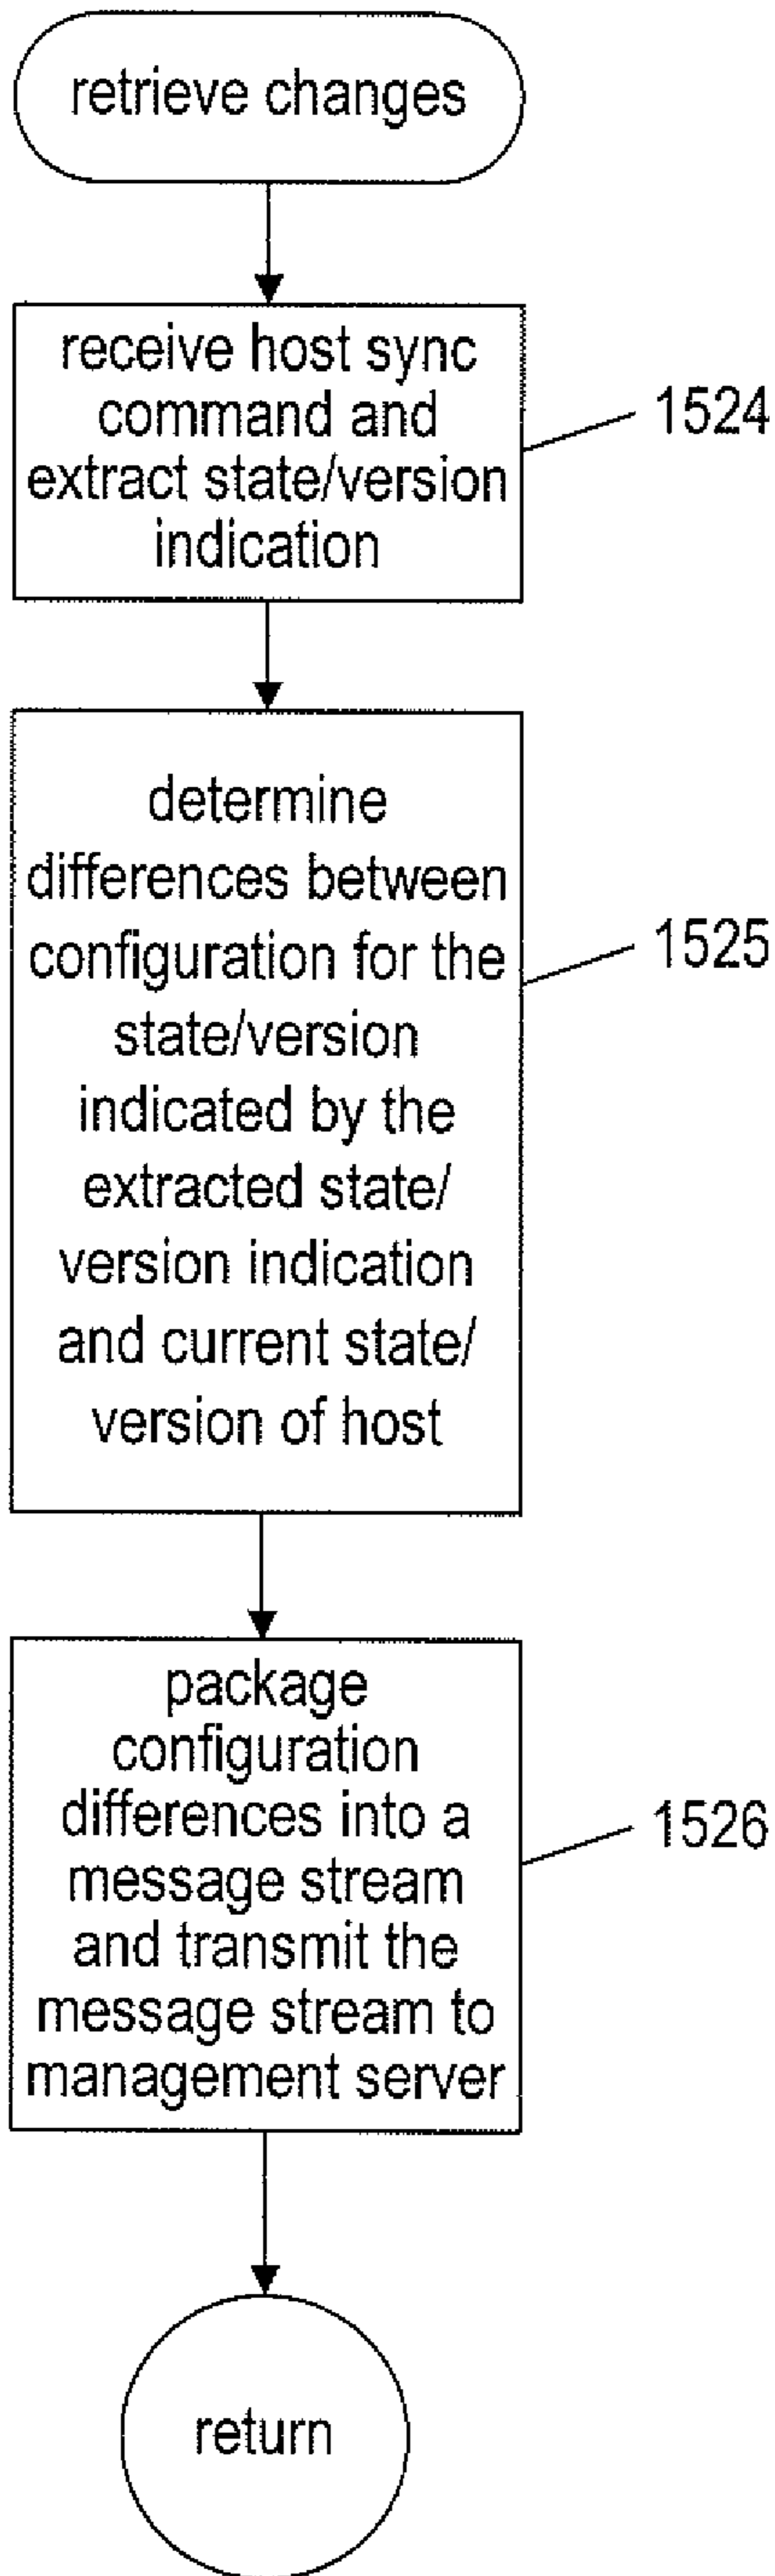 retrieve changes
receive host sync
command and
extract state/version
indication
1524
determine
differences between
configuration for the
state/version
indicated by the
extracted state/
version indication
and current state/
version of host
1525
package
configuration
differences into a
message stream
and transmit the
message stream to
management server
1526
return